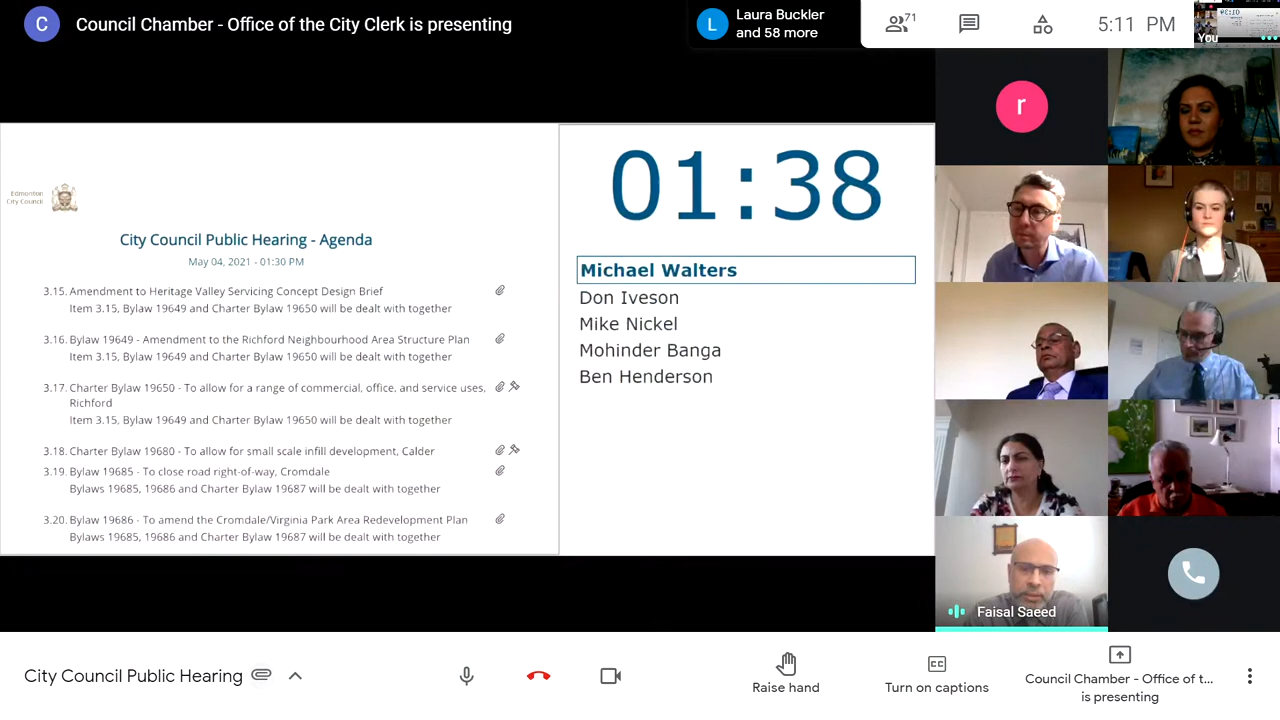 C Council Chamber - Office of the City Clerk is presenting
L Laura Buckler
and 58 more
71
5:11 PM
You
Edmonton
City Council
City Council Public Hearing - Agenda
May 04, 2021 - 01:30 PM
3.15. Amendment to Heritage Valley Servicing Concept Design Brief
Item 3.15, Bylaw 19649 and Charter Bylaw 19650 will be dealt with together
3.16. Bylaw 19649 - Amendment to the Richford Neighbourhood Area Structure Plan
Item 3.15, Bylaw 19649 and Charter Bylaw 19650 will be dealt with together
3.17. Charter Bylaw 19650 - To allow for a range of commercial, office, and service uses,
Richford
Item 3.15, Bylaw 19649 and Charter Bylaw 19650 will be dealt with together
3.18. Charter Bylaw 19680 - To allow for small scale infill development, Calder
3.19. Bylaw 19685 - To close road right-of-way, Cromdale
Bylaws 19685, 19686 and Charter Bylaw 19687 will be dealt with together
3.20. Bylaw 19686 - To amend the Cromdale/Virginia Park Area Redevelopment Plan
Bylaws 19685, 19686 and Charter Bylaw 19687 will be dealt with together
01:38
Michael Walters
Don Iveson
Mike Nickel
Mohinder Banga
Ben Henderson
r
Faisal Saeed
City Council Public Hearing
Raise hand
Turn on captions
Council Chamber - Office of t...
is presenting